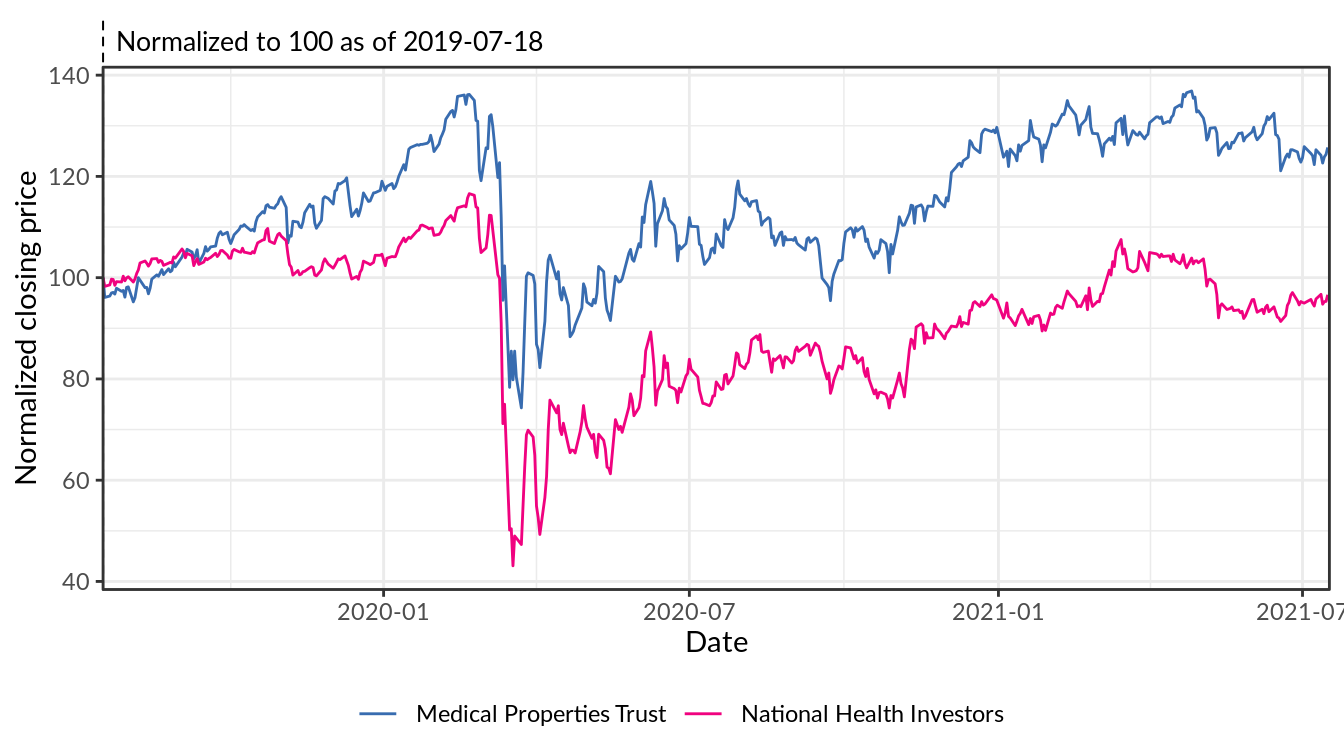 Normalized to 100 as of 2019-07-18
140
120
100
80
60
40
Normalized closing price
2020-01 2020-07 2021-01 2021-07
Date
Medical Properties Trust National Health Investors